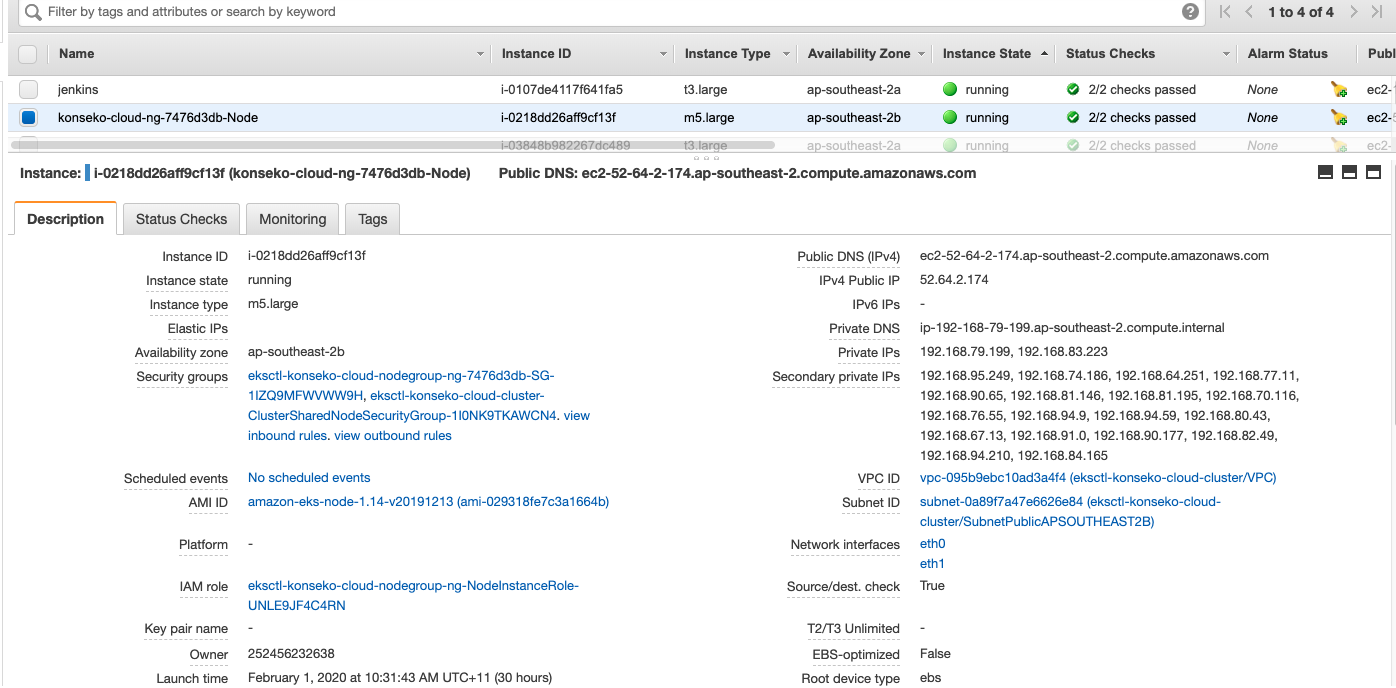 Filter by tags and attributes or search by keyword
1 to 4 of 4
Name Instance ID Instance Type Availability Zone Instance State Status Checks Alarm Status Publ
jenkins i-0107de4117f641fa5 t3.large ap-southeast-2a running 2/2 checks passed None ec2-
konseko-cloud-ng-7476d3db-Node i-0218dd26aff9cf13f m5.large ap-southeast-2b running 2/2 checks passed None ec2-
i-03848b982267dc489 t3.large ap-southeast-2a running 2/2 checks passed None ec2-
Instance: i-0218dd26aff9cf13f (konseko-cloud-ng-7476d3db-Node) Public DNS: ec2-52-64-2-174.ap-southeast-2.compute.amazonaws.com
Description Status Checks Monitoring Tags
Instance ID i-0218dd26aff9cf13f
Instance state running
Instance type m5.large
Elastic IPs
Availability zone ap-southeast-2b
Security groups eksctl-konseko-cloud-nodegroup-ng-7476d3db-SG-
1IZQ9MFWVWW9H, eksctl-konseko-cloud-cluster-
ClusterSharedNodeSecurityGroup-1I0NK9TKAWCN4. view
inbound rules. view outbound rules
Scheduled events No scheduled events
AMI ID amazon-eks-node-1.14-v20191213 (ami-029318fe7c3a1664b)
Platform -
IAM role eksctl-konseko-cloud-nodegroup-ng-NodeInstanceRole-
UNLE9JF4C4RN
Key pair name -
Owner 252456232638
Launch time February 1, 2020 at 10:31:43 AM UTC+11 (30 hours)
Public DNS (IPv4) ec2-52-64-2-174.ap-southeast-2.compute.amazonaws.com
IPv4 Public IP 52.64.2.174
IPv6 IPs -
Private DNS ip-192-168-79-199.ap-southeast-2.compute.internal
Private IPs 192.168.79.199, 192.168.83.223
Secondary private IPs 192.168.95.249, 192.168.74.186, 192.168.64.251, 192.168.77.11,
192.168.90.65, 192.168.81.146, 192.168.81.195, 192.168.70.116,
192.168.76.55, 192.168.94.9, 192.168.94.59, 192.168.80.43,
192.168.67.13, 192.168.91.0, 192.168.90.177, 192.168.82.49,
192.168.94.210, 192.168.84.165
VPC ID vpc-095b9ebc10ad3a4f4 (eksctl-konseko-cloud-cluster/VPC)
Subnet ID subnet-0a89f7a47e6626e84 (eksctl-konseko-cloud-
cluster/SubnetPublicAPSOUTHEAST2B)
Network interfaces eth0
eth1
Source/dest. check True
T2/T3 Unlimited -
EBS-optimized False
Root device type ebs